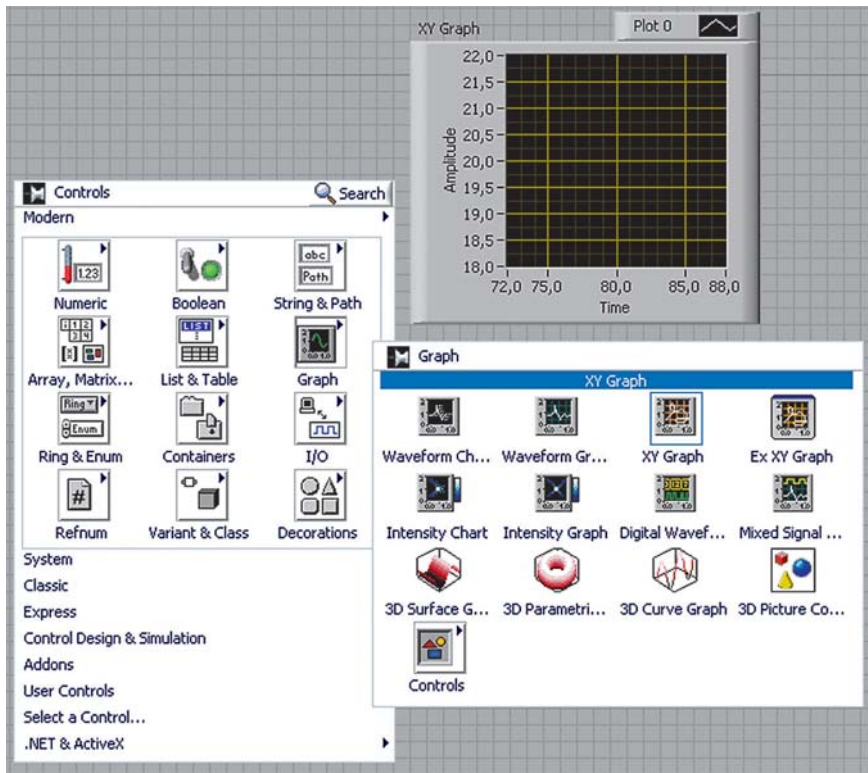 XY Graph
Plot 0
22,0
21,5
21,0
20,5
20,0
19,5
19,0
18,5
18,0
Amplitude
72,0 75,0 80,0 85,0 88,0
Time
Controls
Search
Modern
1.23
abc
Path
Numeric
Boolean
String & Path
LIST
Array, Matrix...
List & Table
Graph
Ring
Enum
Ring & Enum
Containers
I/O
#
Refnum
Variant & Class
Decorations
System
Classic
Express
Control Design & Simulation
Addons
User Controls
Select a Control...
.NET & ActiveX
Graph
XY Graph
Waveform Ch...
Waveform Gr...
XY Graph
Ex XY Graph
Intensity Chart
Intensity Graph
Digital Wavef...
Mixed Signal ...
3D Surface G...
3D Parametri...
3D Curve Graph
3D Picture Co...
Controls